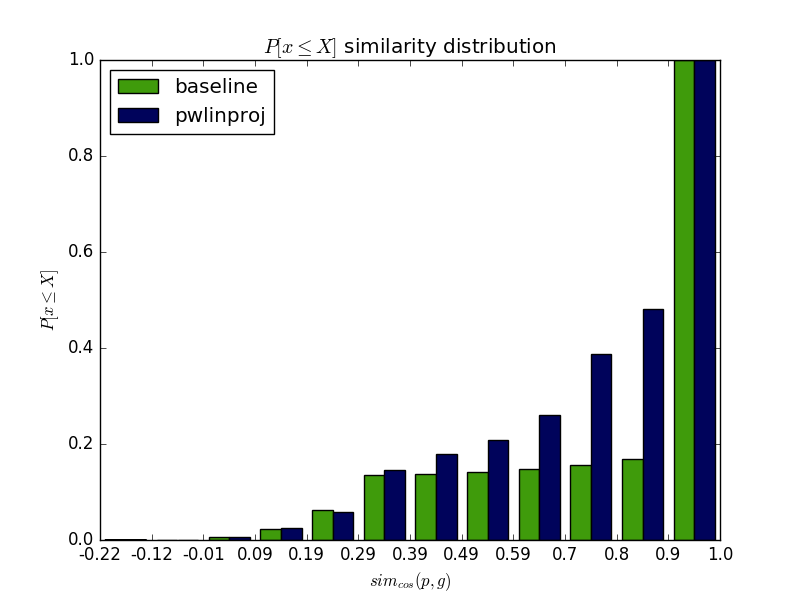 P[x ≤ X] similarity distribution
baseline
pwlinproj
1.0
0.8
0.6
0.4
0.2
0.0
P[x ≤ X]
-0.22 -0.12 -0.01 0.09 0.19 0.29 0.39 0.49 0.59 0.7 0.8 0.9 1.0
sim_cos(p, g)